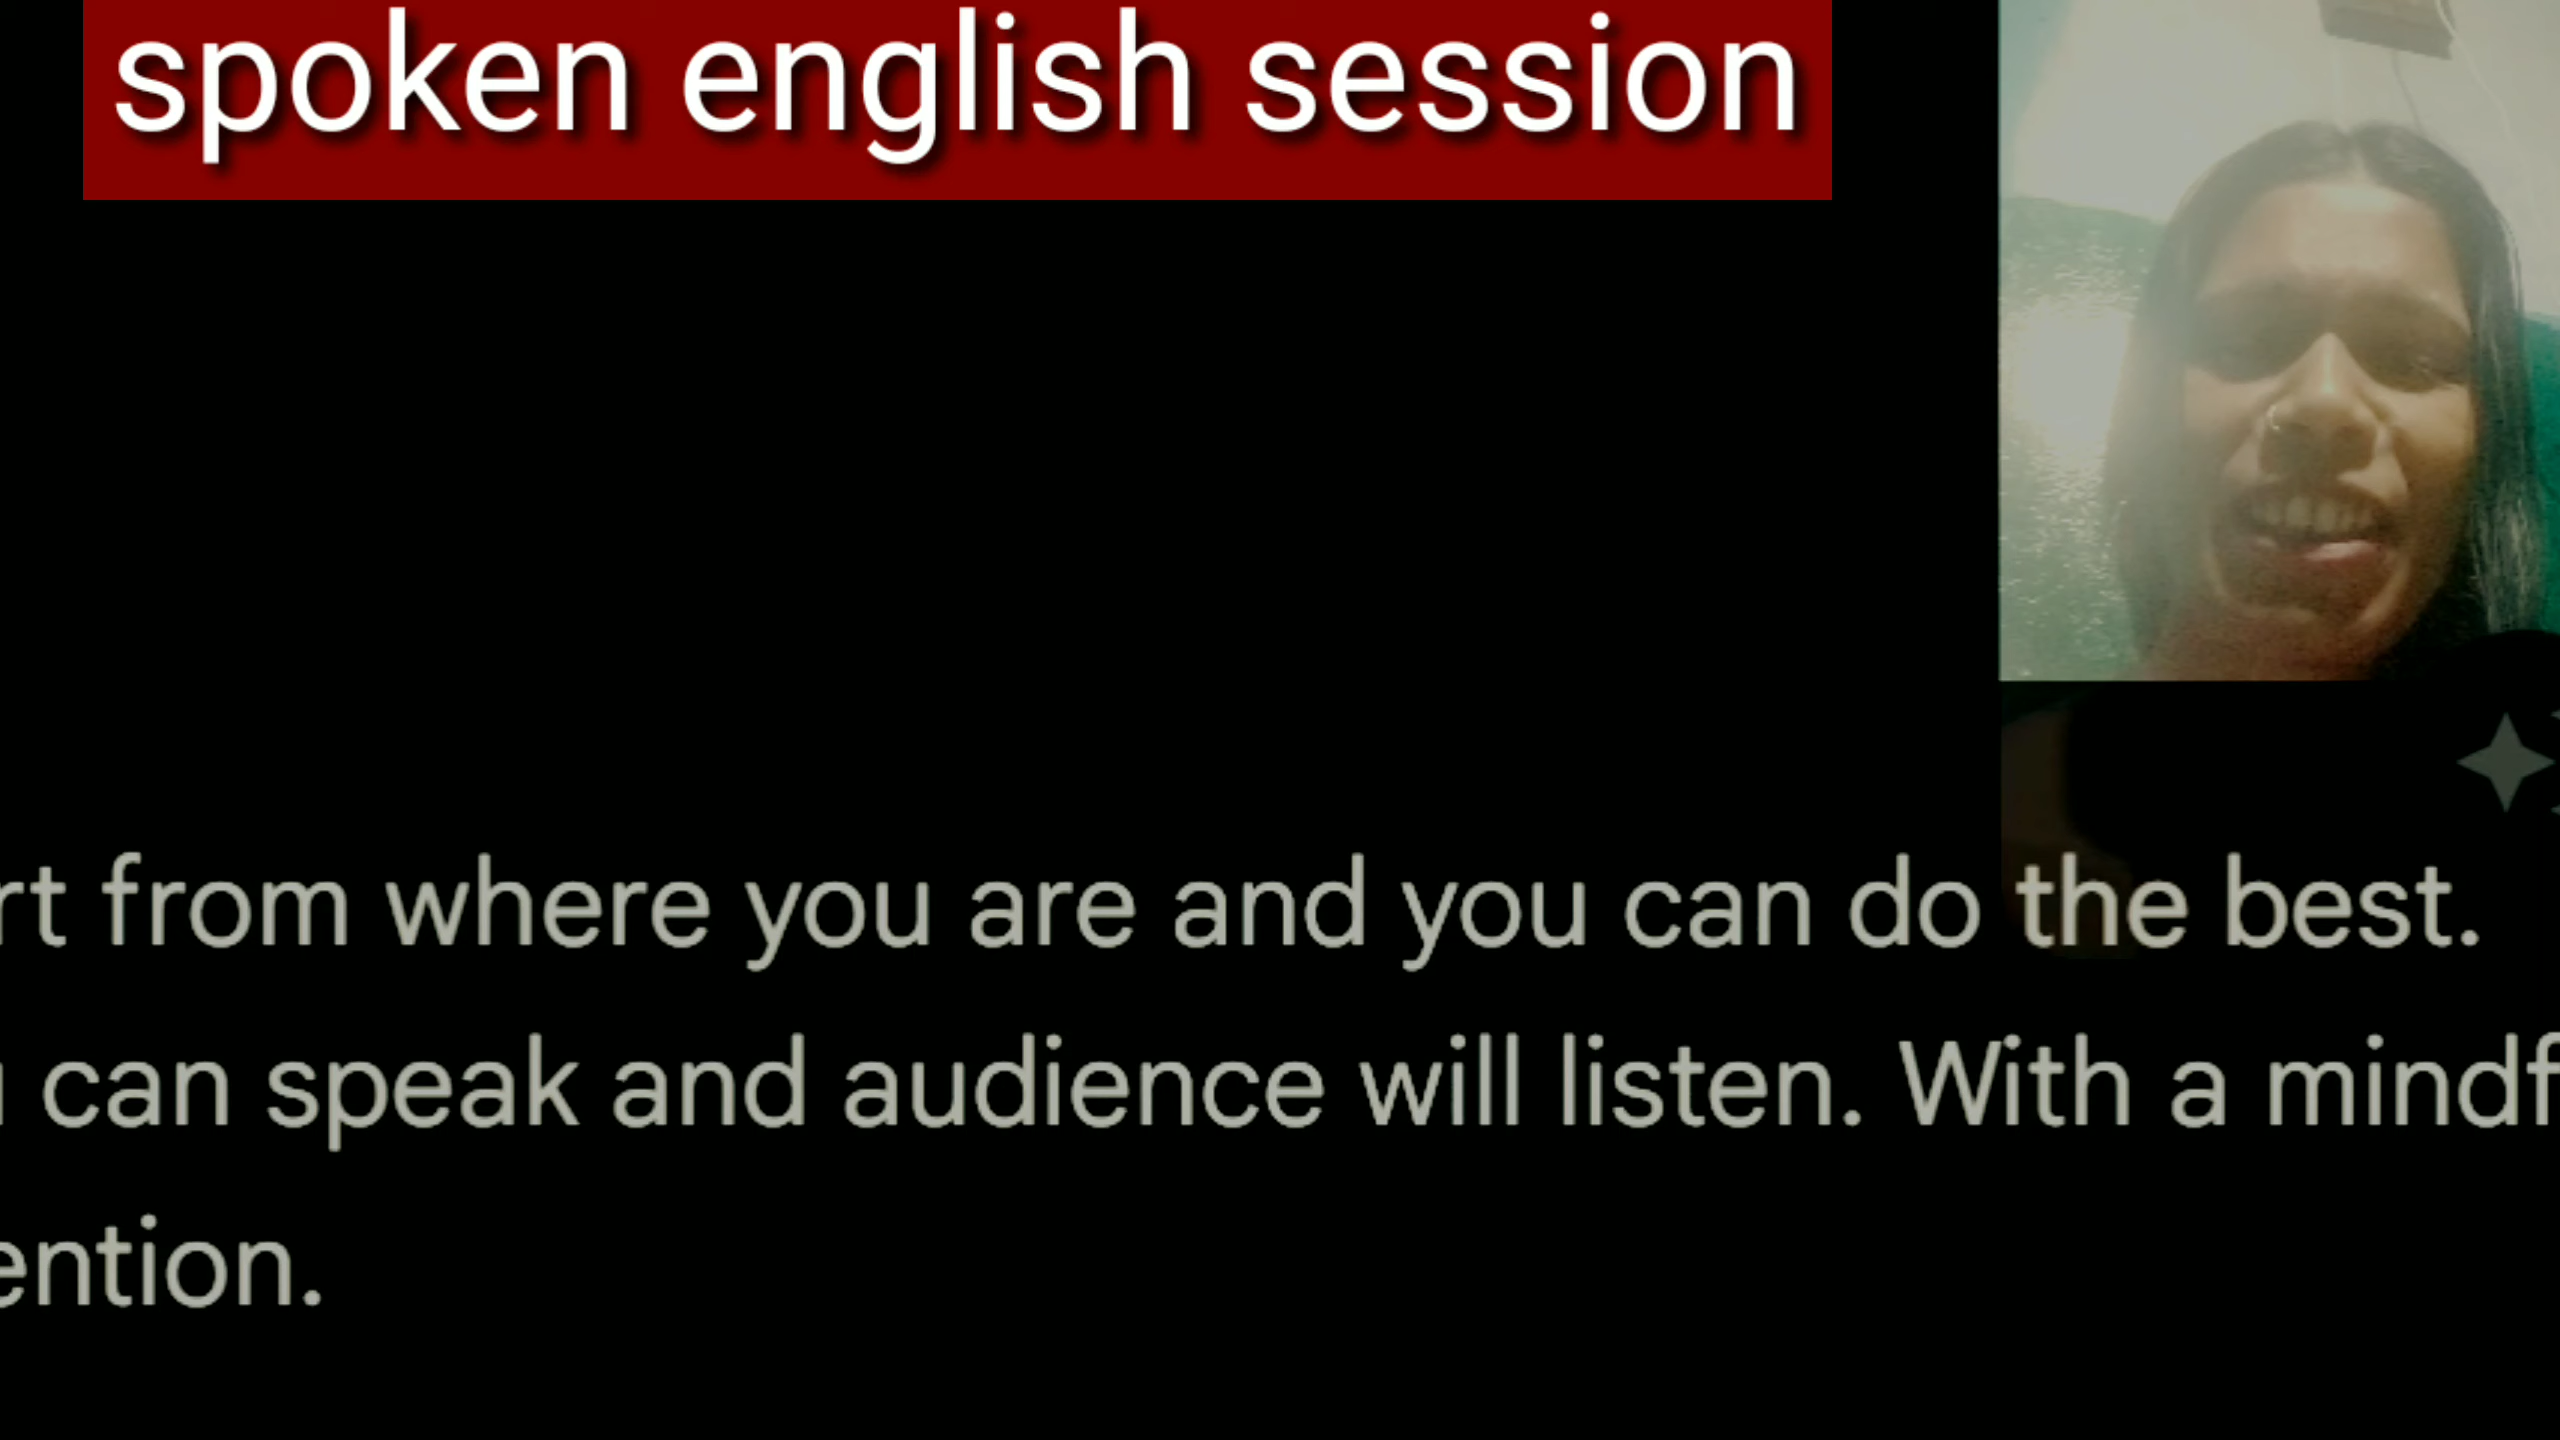 spoken english session
rt from where you are and you can do the best.
can speak and audience will listen. With a mindf
ention.